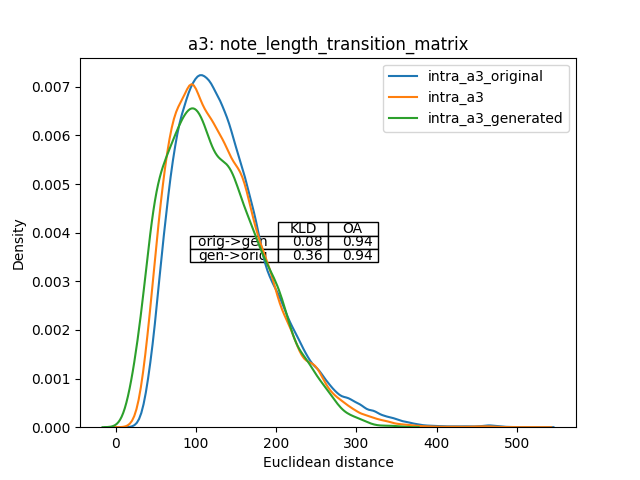 a3: note_length_transition_matrix
intra_a3_original
intra_a3
intra_a3_generated
KLD OA
orig->gen 0.08 0.94
gen->orig 0.36 0.94
Density
0.007
0.006
0.005
0.004
0.003
0.002
0.001
0.000
0 100 200 300 400 500
Euclidean distance